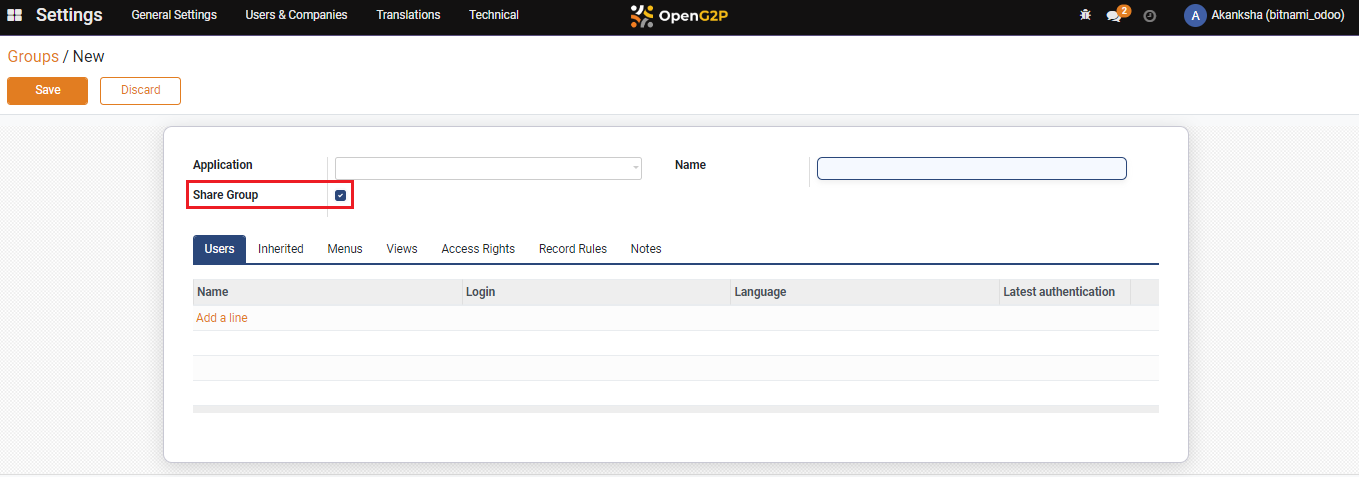 Settings General Settings Users & Companies Translations Technical OpenG2P 2 A Akanksha (bitnami_odoo)
Groups / New
Save Discard
Application Name
Share Group
Users Inherited Menus Views Access Rights Record Rules Notes
Name Login Language Latest authentication
Add a line